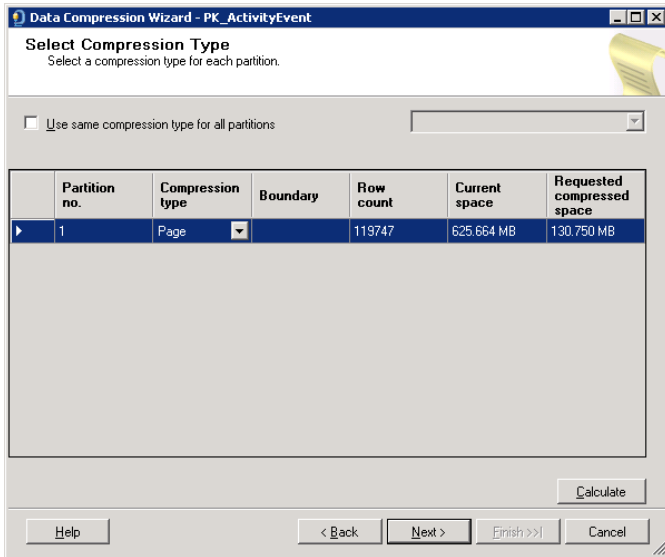 Data Compression Wizard - PK_ActivityEvent
Select Compression Type
Select a compression type for each partition.
Use same compression type for all partitions
Partition no. Compression type Boundary Row count Current space Requested compressed space
1 Page 119747 625.664 MB 130.750 MB
Calculate
Help < Back Next > Finish >>| Cancel